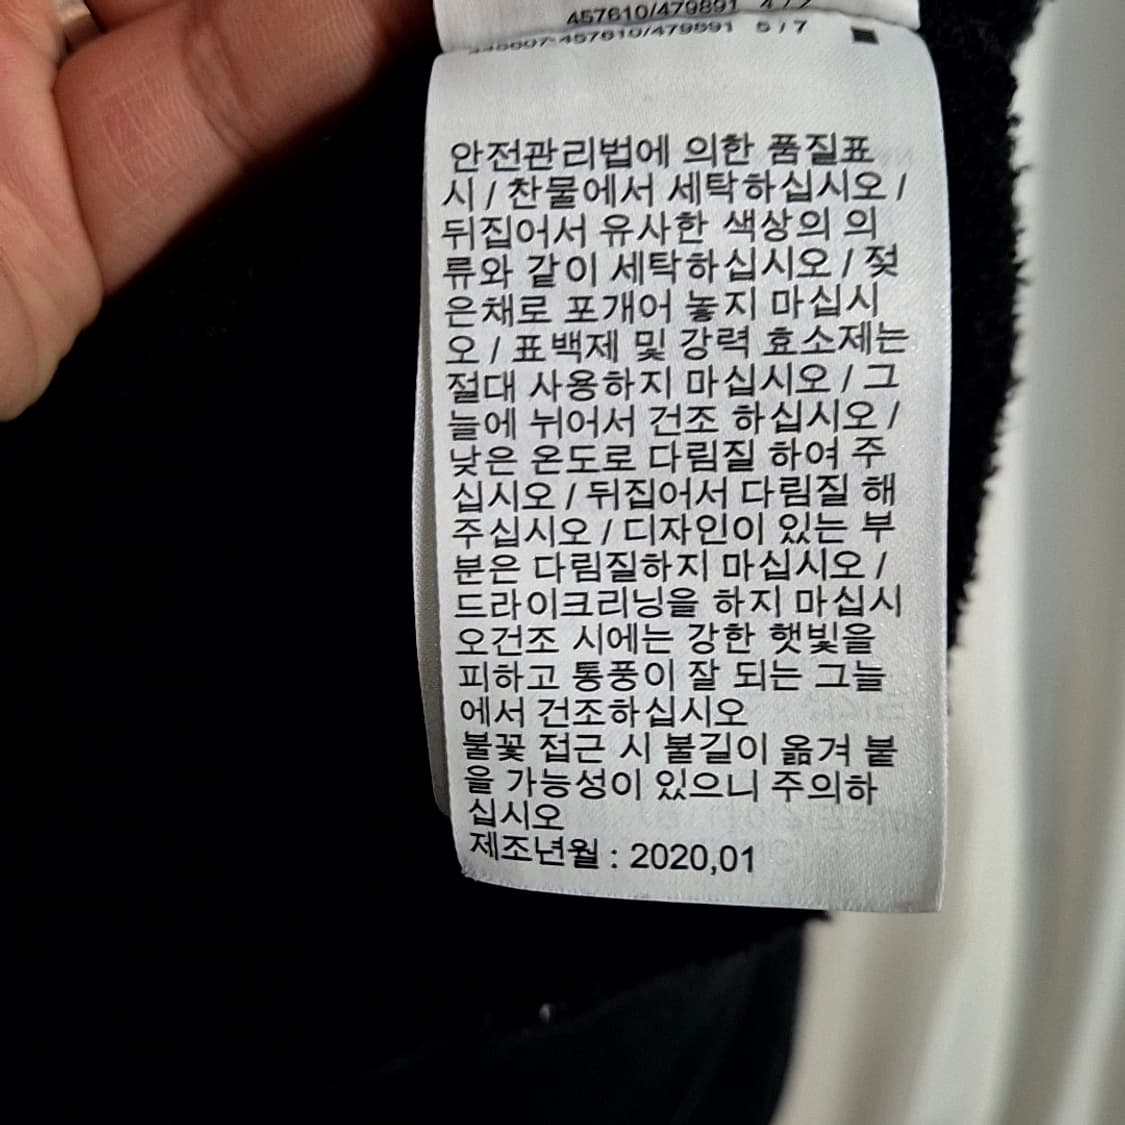 457610/479891 4/7
448607-457610/479891 5/7
안전관리법에 의한 품질표
시 / 찬물에서 세탁하십시오 /
뒤집어서 유사한 색상의 의
류와 같이 세탁하십시오 / 젖
은채로 포개어 놓지 마십시
오 / 표백제 및 강력 효소제는
절대 사용하지 마십시오 / 그
늘에 뉘어서 건조 하십시오 /
낮은 온도로 다림질 하여 주
십시오 / 뒤집어서 다림질 해
주십시오 / 디자인이 있는 부
분은 다림질하지 마십시오 /
드라이크리닝을 하지 마십시
오건조 시에는 강한 햇빛을
피하고 통풍이 잘 되는 그늘
에서 건조하십시오
불꽃 접근 시 불길이 옮겨 붙
을 가능성이 있으니 주의하
십시오
제조년월 : 2020,01